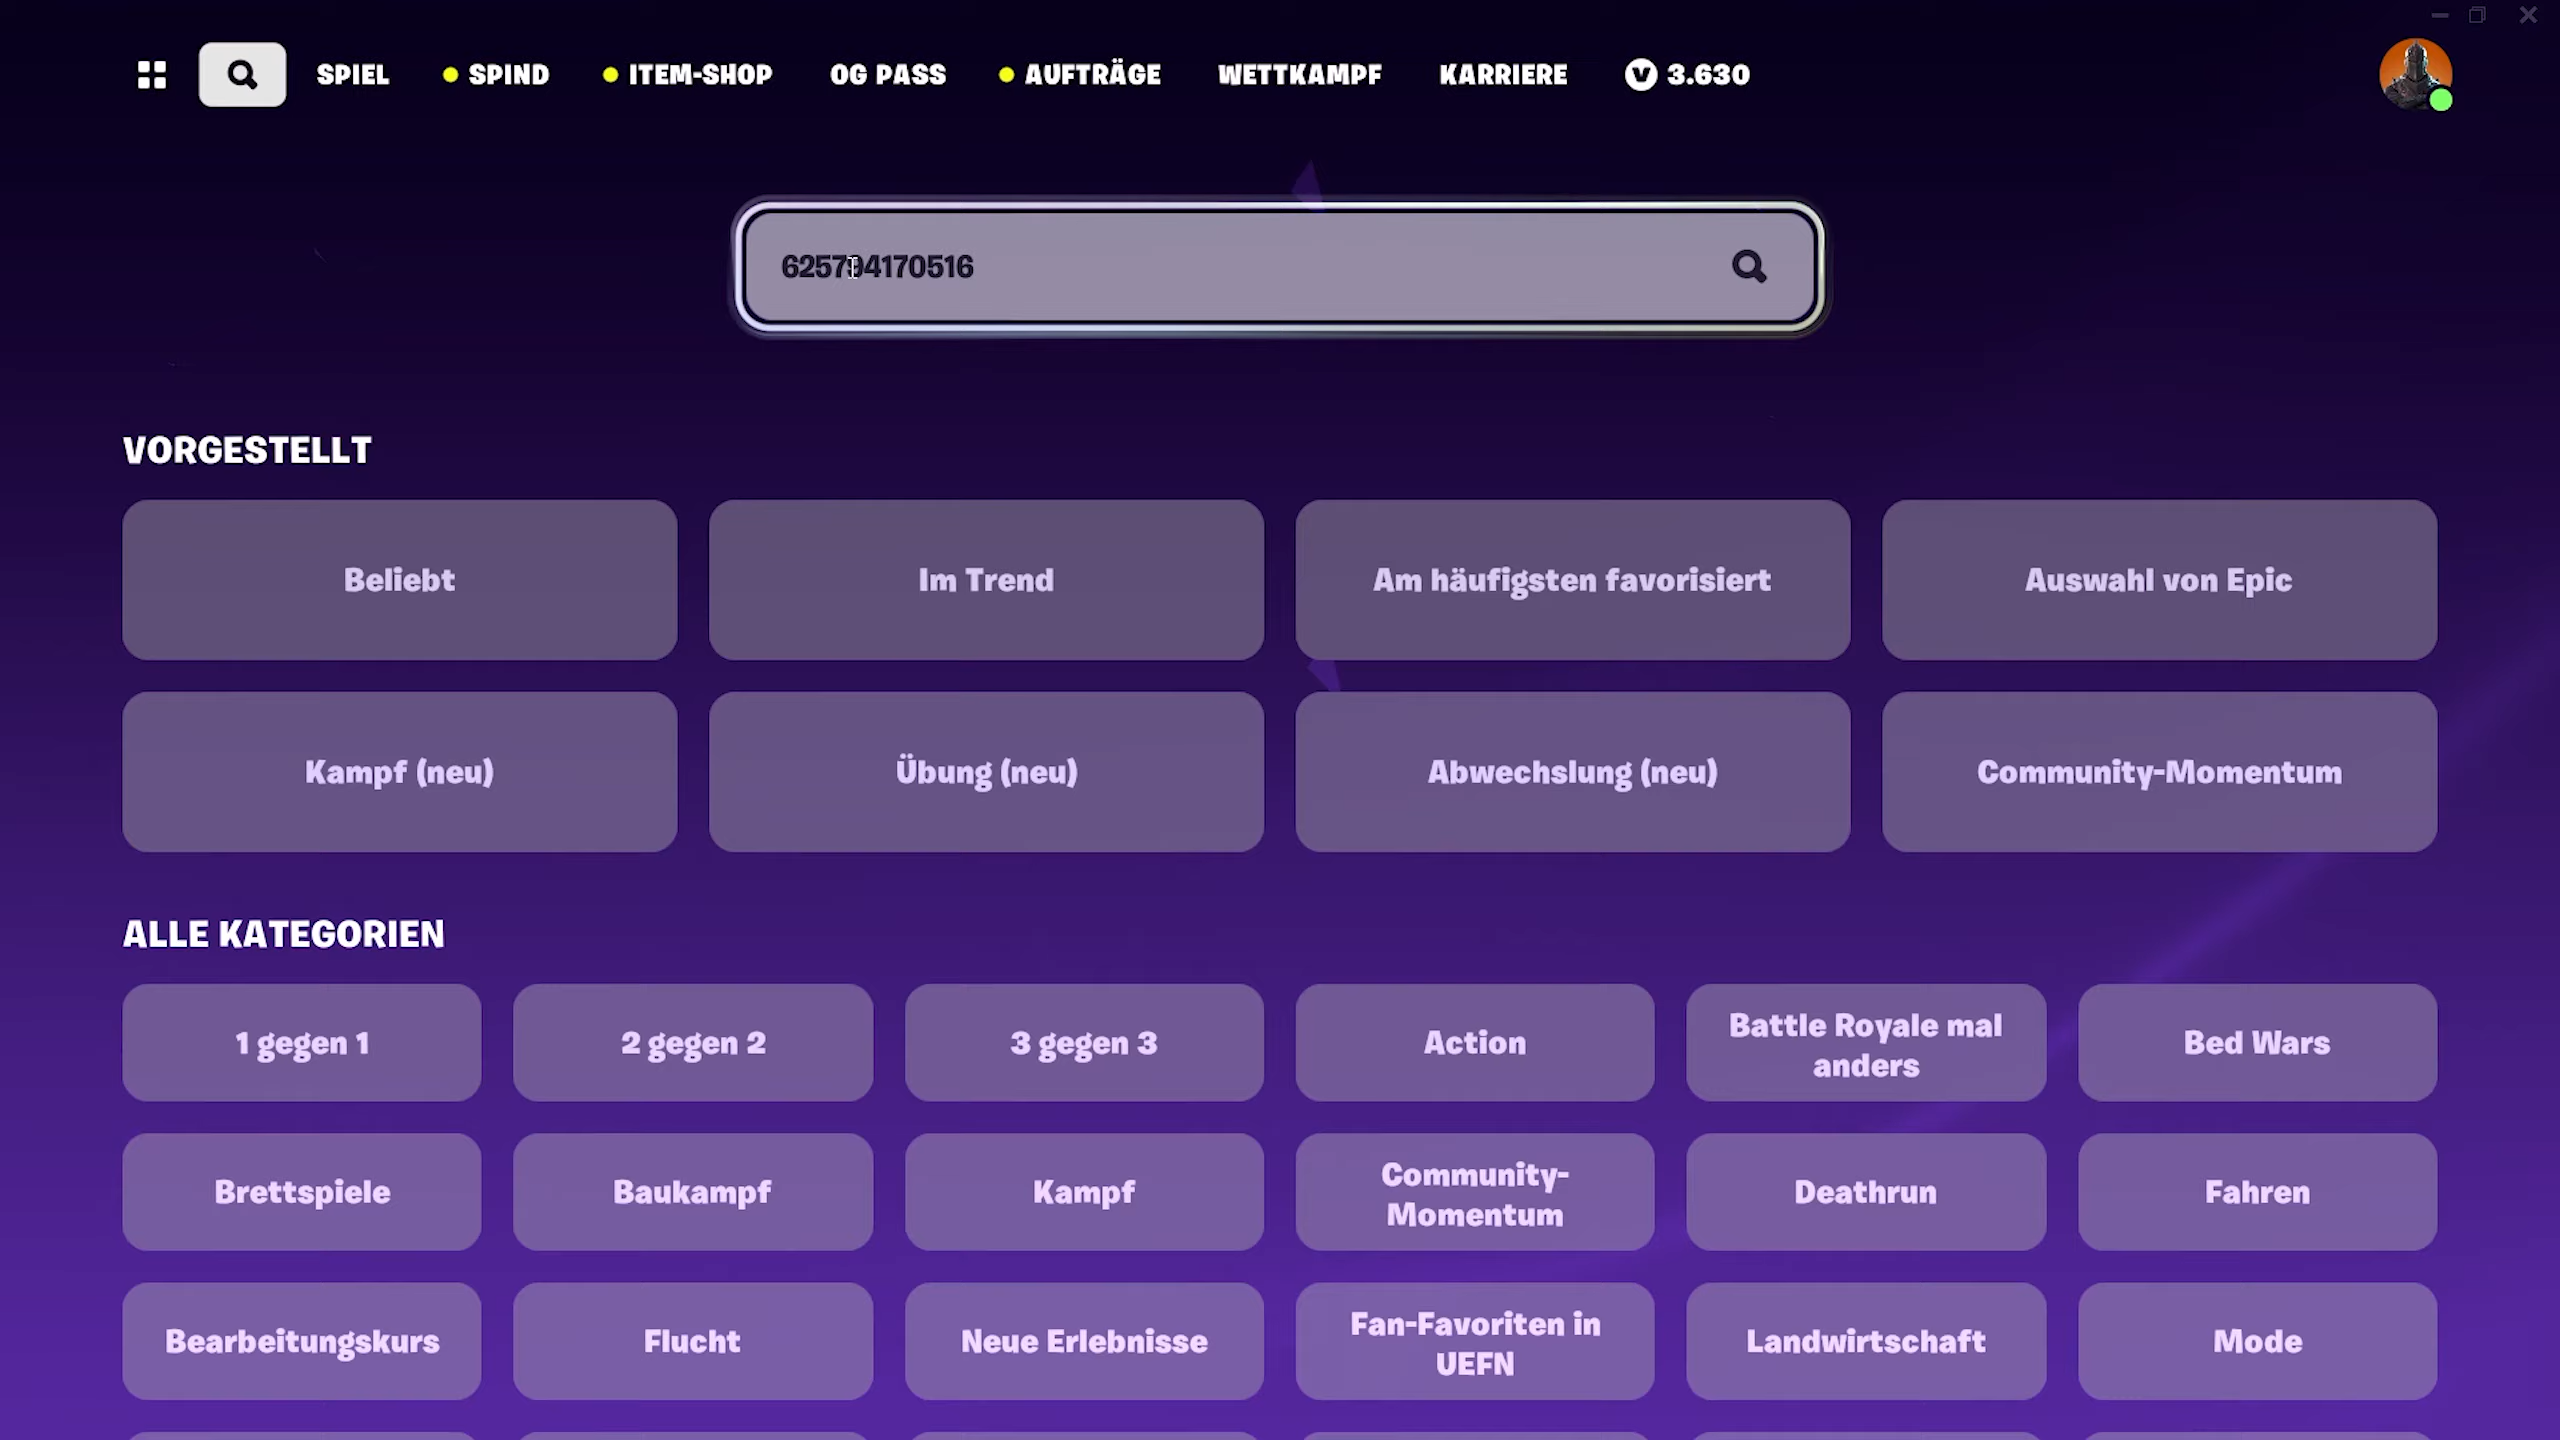 SPIEL SPIND ITEM-SHOP OG PASS AUFTRÄGE WETTKAMPF KARRIERE V 3.630
625794170516
VORGESTELLT
Beliebt
Im Trend
Am häufigsten favorisiert
Auswahl von Epic
Kampf (neu)
Übung (neu)
Abwechslung (neu)
Community-Momentum
ALLE KATEGORIEN
1 gegen 1
2 gegen 2
3 gegen 3
Action
Battle Royale mal
anders
Bed Wars
Brettspiele
Baukampf
Kampf
Community-
Momentum
Deathrun
Fahren
Bearbeitungskurs
Flucht
Neue Erlebnisse
Fan-Favoriten in
UEFN
Landwirtschaft
Mode